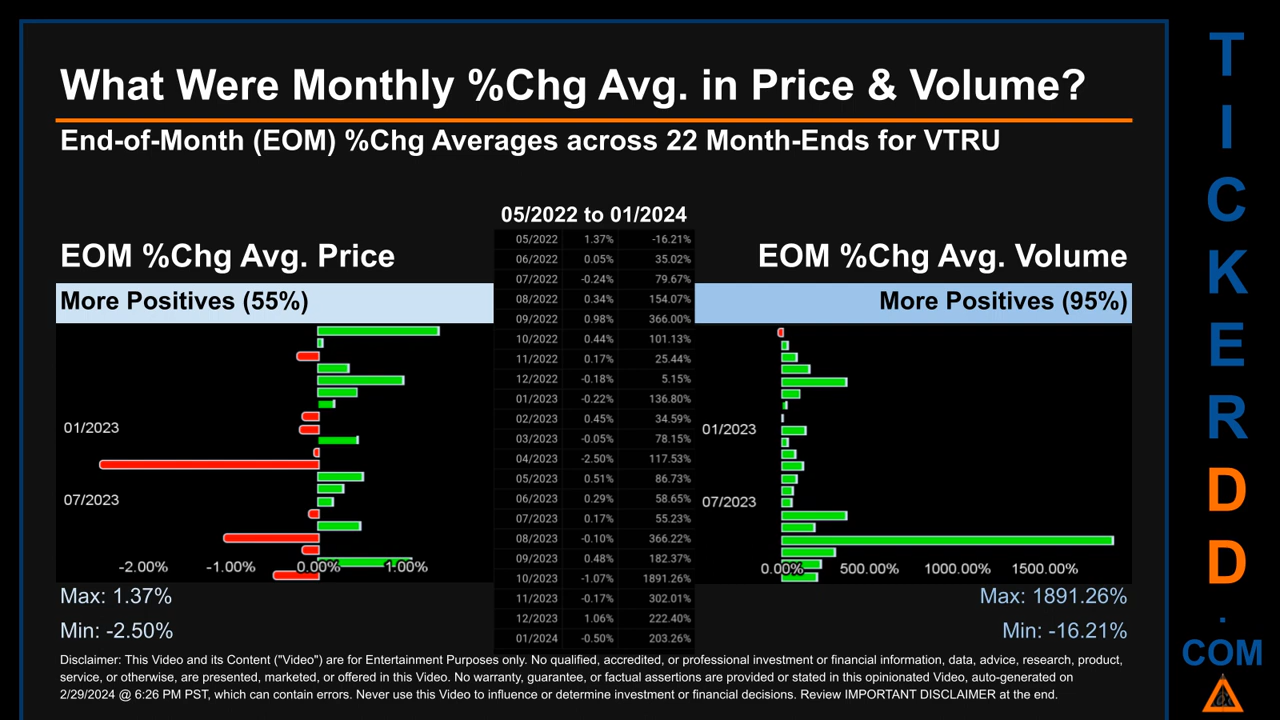 What Were Monthly %Chg Avg. in Price & Volume?
End-of-Month (EOM) %Chg Averages across 22 Month-Ends for VTRU
05/2022 to 01/2024
EOM %Chg Avg. Price
EOM %Chg Avg. Volume
More Positives (55%)
More Positives (95%)
05/2022 1.37% -16.21%
06/2022 0.05% 35.02%
07/2022 -0.24% 79.67%
08/2022 0.34% 154.07%
09/2022 0.98% 366.00%
10/2022 0.44% 101.13%
11/2022 0.17% 25.44%
12/2022 -0.18% 5.15%
01/2023 -0.22% 136.80%
02/2023 0.45% 34.59%
03/2023 -0.05% 78.15%
04/2023 -2.50% 117.53%
05/2023 0.51% 86.73%
06/2023 0.29% 58.65%
07/2023 0.17% 55.23%
08/2023 -0.10% 366.22%
09/2023 0.48% 182.37%
10/2023 -1.07% 1891.26%
11/2023 -0.17% 302.01%
12/2023 1.06% 222.40%
01/2024 -0.50% 203.26%
01/2023
07/2023
-2.00% -1.00% 0.00% 1.00%
01/2023
07/2023
0.00% 500.00% 1000.00% 1500.00%
Max: 1.37%
Min: -2.50%
Max: 1891.26%
Min: -16.21%
Disclaimer: This Video and its Content ("Video") are for Entertainment Purposes only. No qualified, accredited, or professional investment or financial information, data, advice, research, product,
service, or otherwise, are presented, marketed, or offered in this Video. No warranty, guarantee, or factual assertions are provided or stated in this opinionated Video, auto-generated on
2/29/2024 @ 6:26 PM PST, which can contain errors. Never use this Video to influence or determine investment or financial decisions. Review IMPORTANT DISCLAIMER at the end.
T
I
C
K
E
R
D
D
.
COM